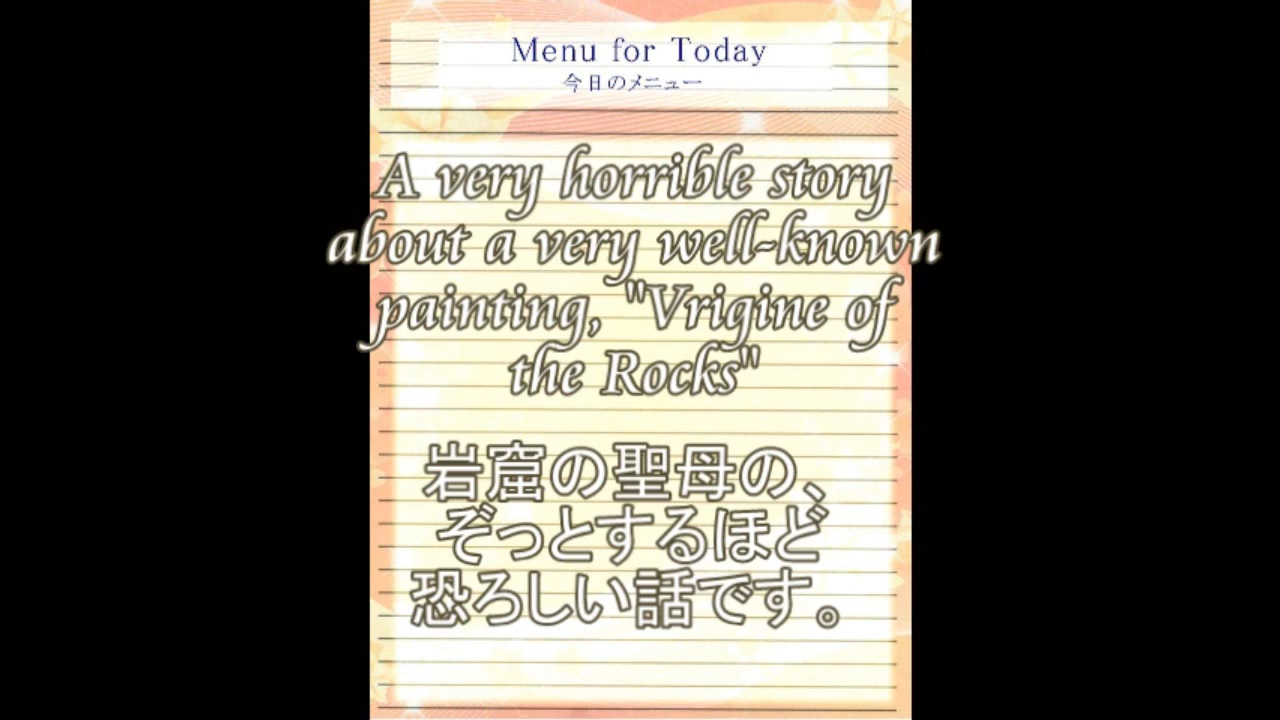 Menu for Today
今日のメニュー
A very horrible story
about a very well-known
painting, "Vrigine of
the Rocks"
岩窟の聖母の、
ぞっとするほど
恐ろしい話です。